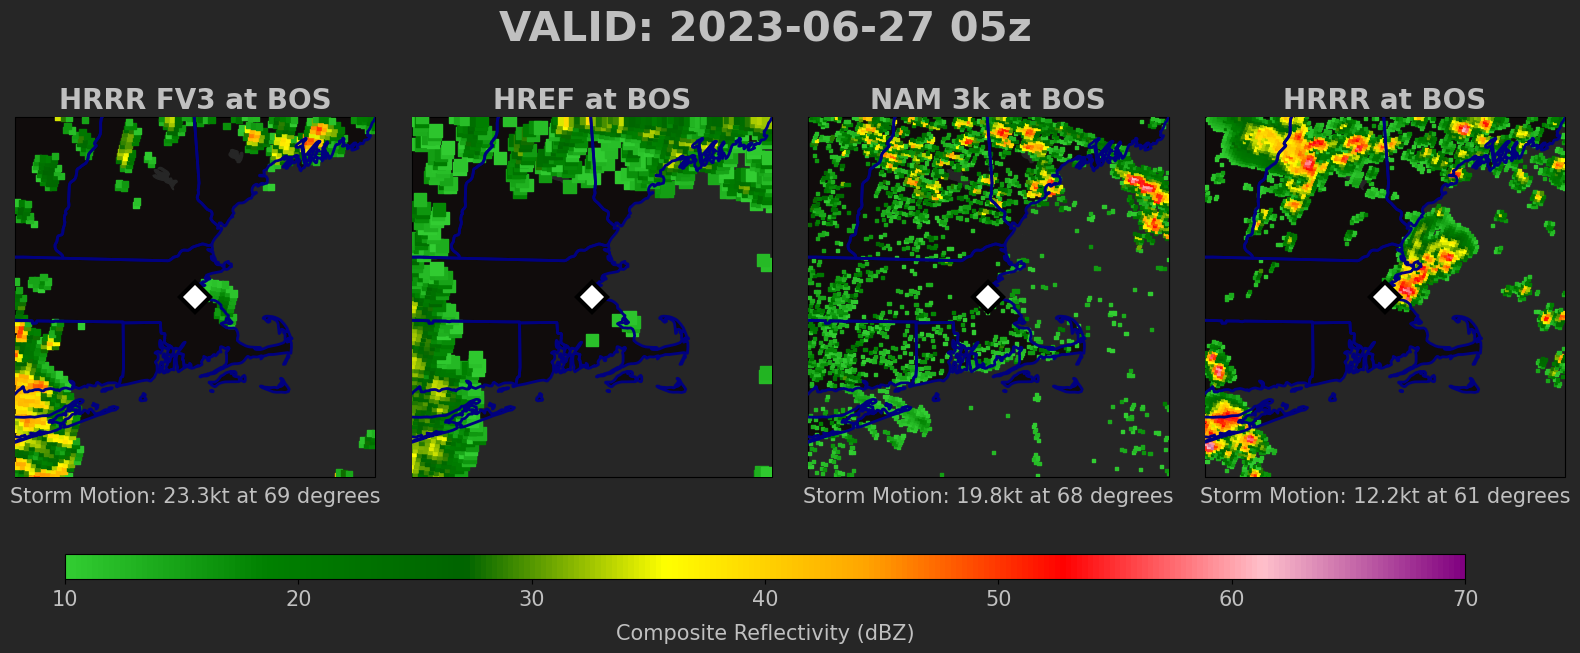 VALID: 2023-06-27 05z
HRRR FV3 at BOS
HREF at BOS
NAM 3k at BOS
HRRR at BOS
Storm Motion: 23.3kt at 69 degrees
Storm Motion: 19.8kt at 68 degrees
Storm Motion: 12.2kt at 61 degrees
10 20 30 40 50 60 70
Composite Reflectivity (dBZ)